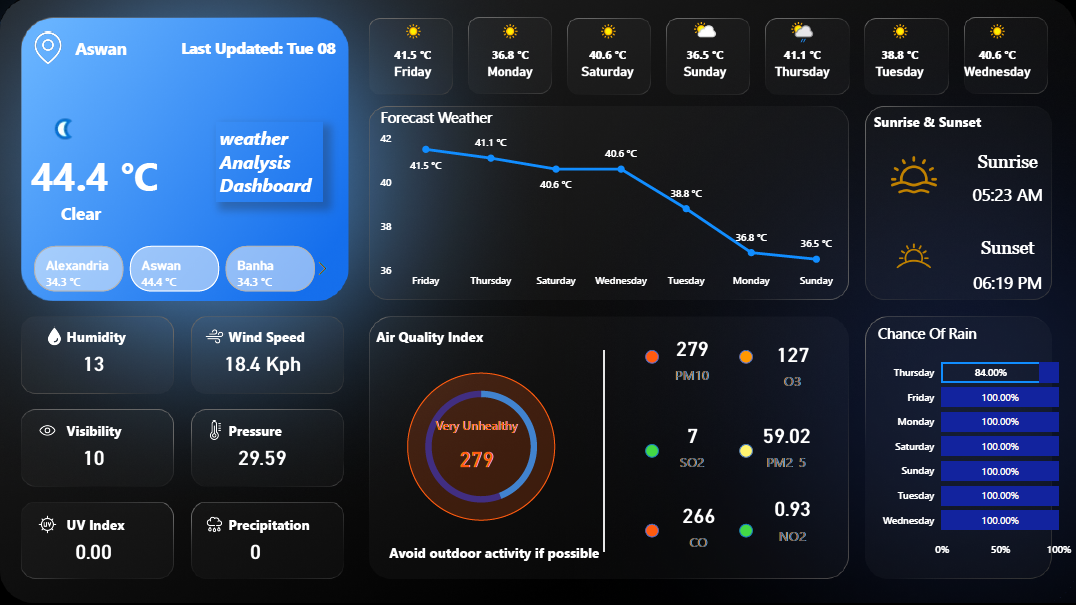 Aswan
Last Updated: Tue 08
weather
Analysis
Dashboard
44.4 °C
Clear
Alexandria
34.3 °C
Aswan
44.4 °C
Banha
34.3 °C
41.5 °C
Friday
36.8 °C
Monday
40.6 °C
Saturday
36.5 °C
Sunday
41.1 °C
Thursday
38.8 °C
Tuesday
40.6 °C
Wednesday
Forecast Weather
42
40
38
36
41.5 °C
41.1 °C
40.6 °C
40.6 °C
38.8 °C
36.8 °C
36.5 °C
Friday Thursday Saturday Wednesday Tuesday Monday Sunday
Sunrise & Sunset
Sunrise
05:23 AM
Sunset
06:19 PM
Humidity
13
Wind Speed
18.4 Kph
Visibility
10
Pressure
29.59
UV
UV Index
0.00
Precipitation
0
Air Quality Index
Very Unhealthy
279
Avoid outdoor activity if possible
279
PM10
127
O3
7
SO2
59.02
PM2_5
266
CO
0.93
NO2
Chance Of Rain
Thursday 84.00%
Friday 100.00%
Monday 100.00%
Saturday 100.00%
Sunday 100.00%
Tuesday 100.00%
Wednesday 100.00%
0% 50% 100%